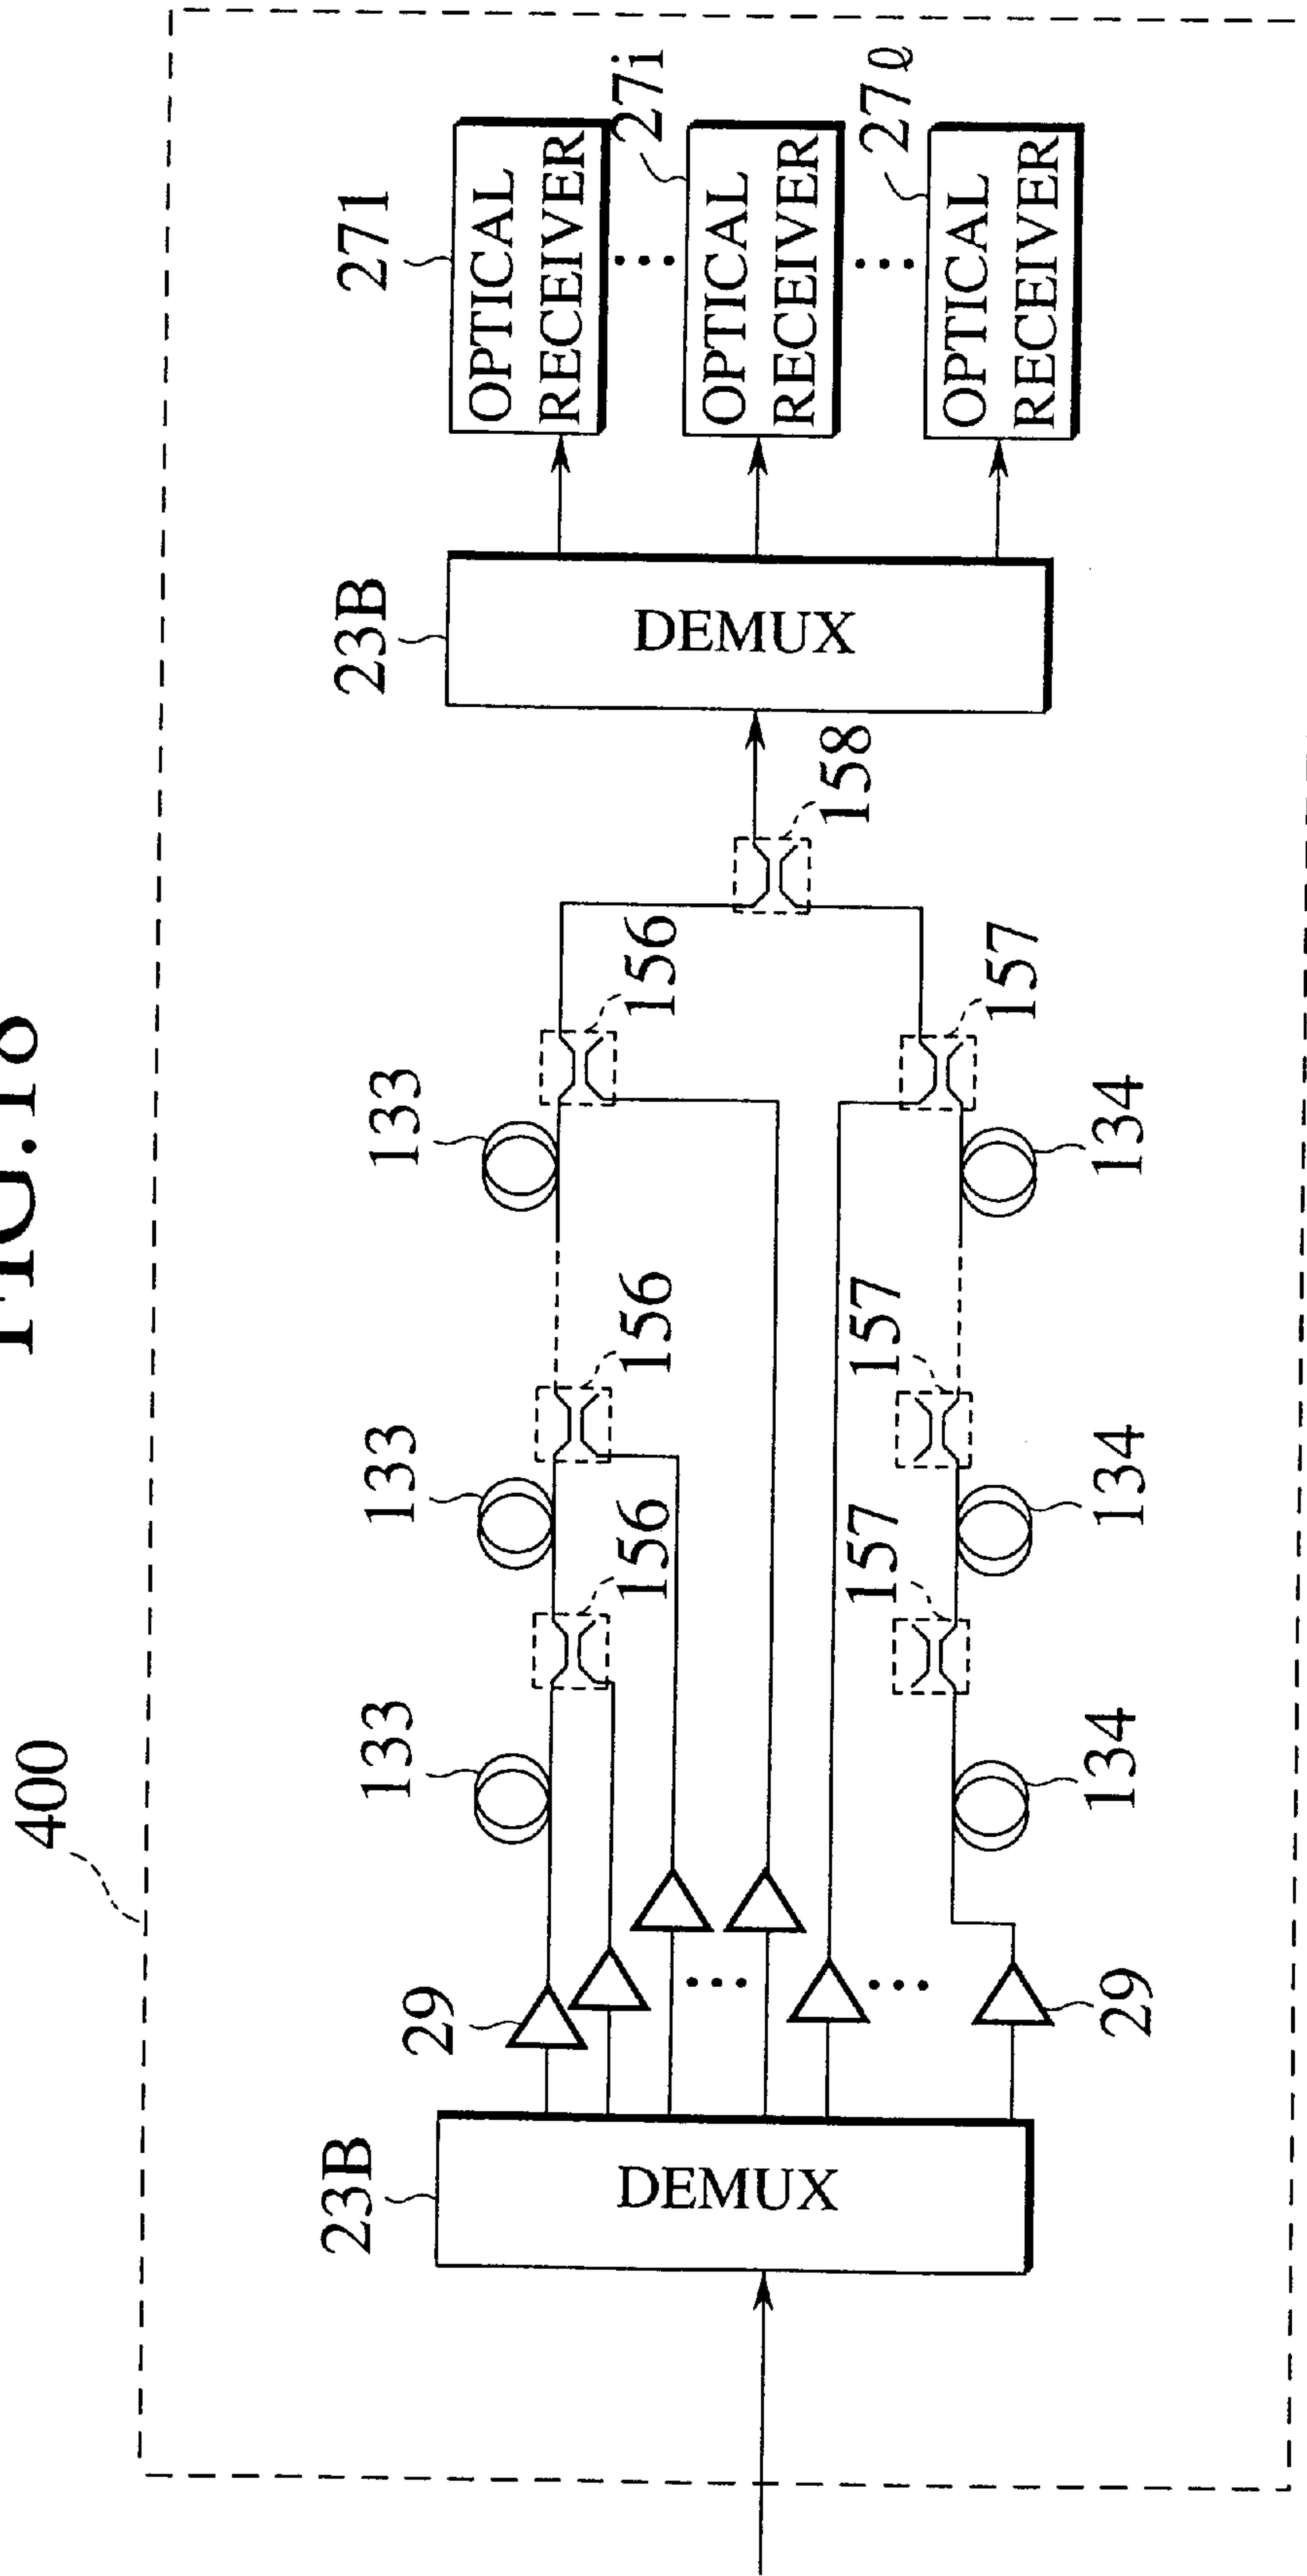 FIG.18
400
23B
DEMUX
29
29
133
133
133
156
156
156
157
157
157
134
134
134
158
23B
DEMUX
271
OPTICAL
RECEIVER
27i
OPTICAL
RECEIVER
27ℓ
OPTICAL
RECEIVER